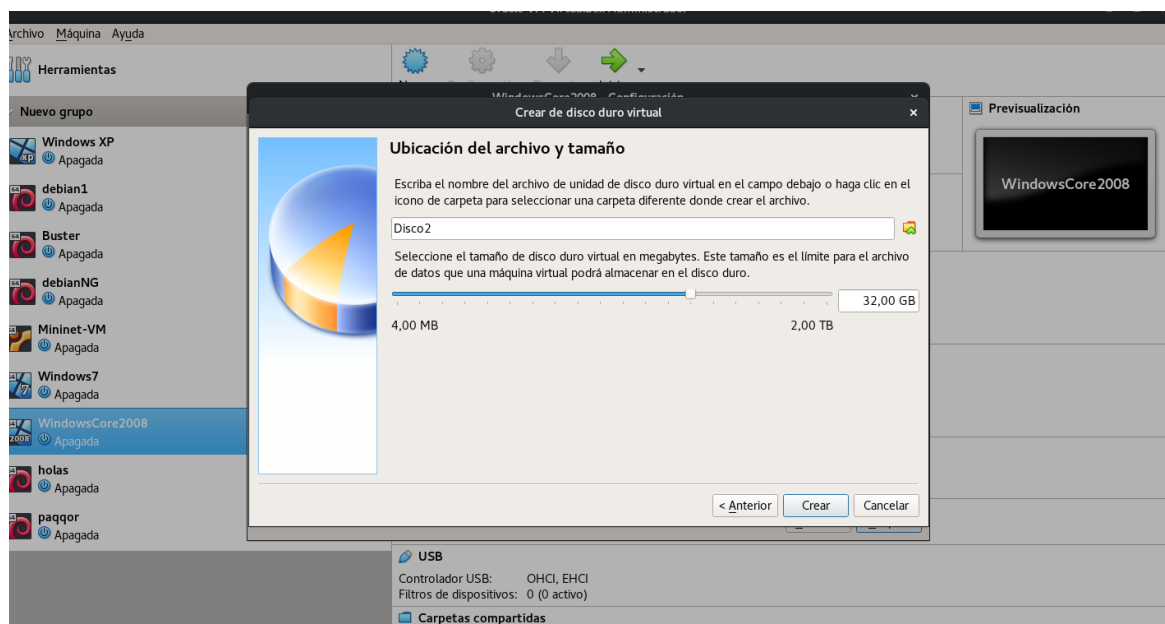 Archivo Máquina Ayuda
Herramientas
Nuevo grupo
Windows XP
Apagada
debian1
Apagada
Buster
Apagada
debianNG
Apagada
Mininet-VM
Apagada
Windows7
Apagada
WindowsCore2008
Apagada
holas
Apagada
paqqor
Apagada
WindowsCore2008 - Configuración
Crear de disco duro virtual
Ubicación del archivo y tamaño
Escriba el nombre del archivo de unidad de disco duro virtual en el campo debajo o haga clic en el
icono de carpeta para seleccionar una carpeta diferente donde crear el archivo.
Disco2
Seleccione el tamaño de disco duro virtual en megabytes. Este tamaño es el límite para el archivo
de datos que una máquina virtual podrá almacenar en el disco duro.
32,00 GB
4,00 MB 2,00 TB
< Anterior Crear Cancelar
Previsualización
WindowsCore2008
USB
Controlador USB: OHCI, EHCI
Filtros de dispositivos: 0 (0 activo)
Carpetas compartidas